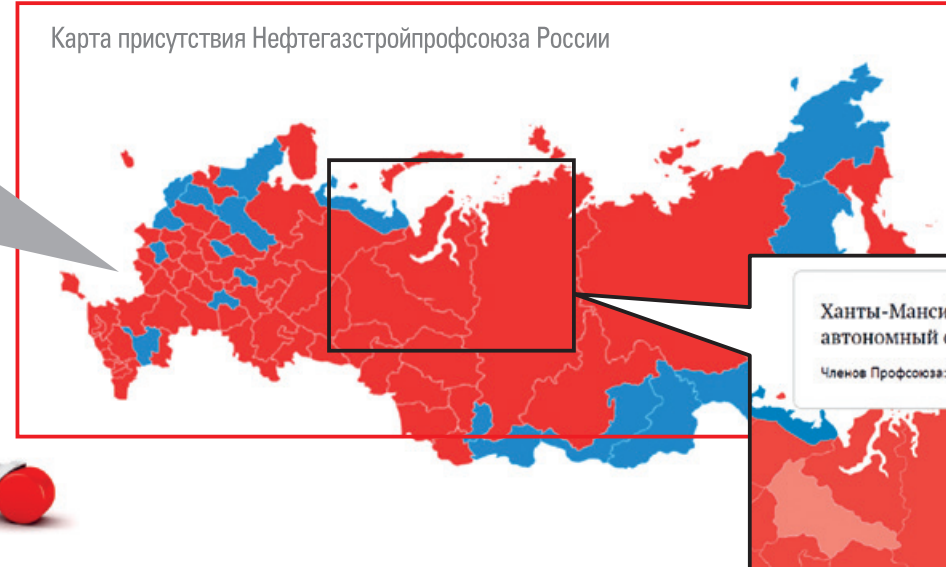 Карта присутствия Нефтегазстройпрофсоюза России
Ханты-Манси
автономный
Членов Профсоюза: